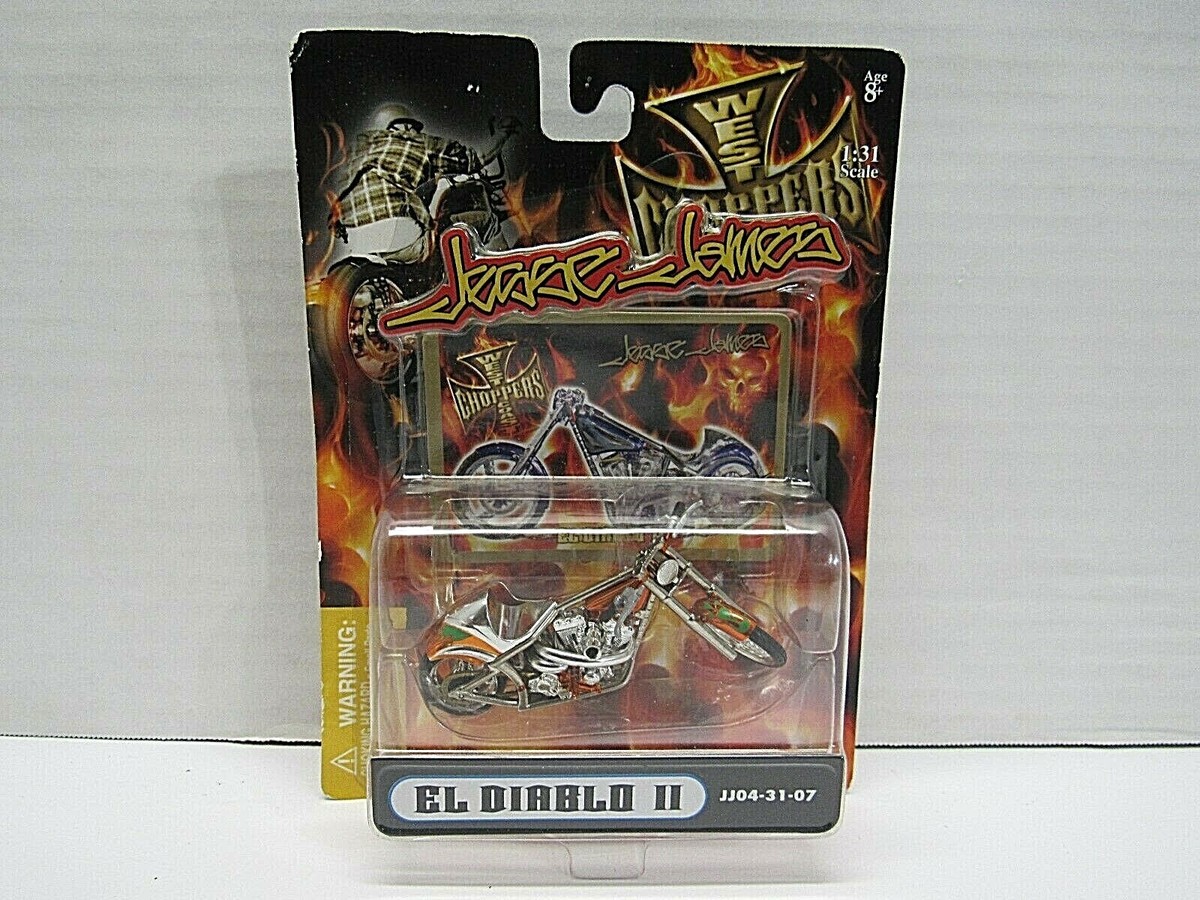 Age
8+
WEST
CHOPPERS
1:31
Scale
Jesse James
Jesse James
WEST COAST
CHOPPERS
WARNING:
EL DIABLO II
JJ04-31-07